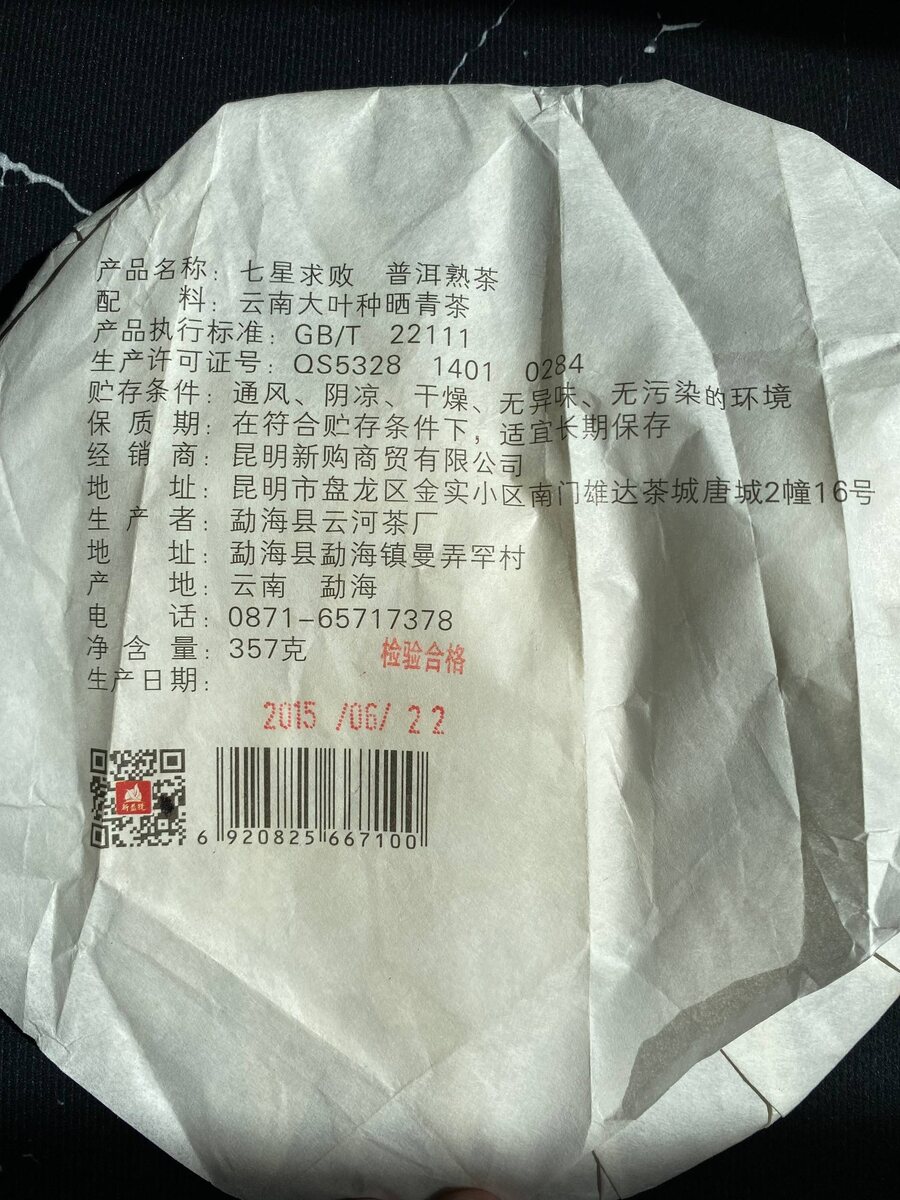 产品名称：七星求败 普洱熟茶
配料：云南大叶种晒青茶
产品执行标准：GB/T 22111
生产许可证号：QS5328 1401 0284
贮存条件：通风、阴凉、干燥、无异味、无污染的环境
保质期：在符合贮存条件下，适宜长期保存
经销商：昆明新购商贸有限公司
地址：昆明市盘龙区金实小区南门雄达茶城唐城2幢16号
生产者：勐海县云河茶厂
地址：勐海县勐海镇曼弄罕村
产地：云南 勐海
电话：0871-65717378
净含量：357克
检验合格
生产日期：
2015 /06/ 22
6 920825 667100